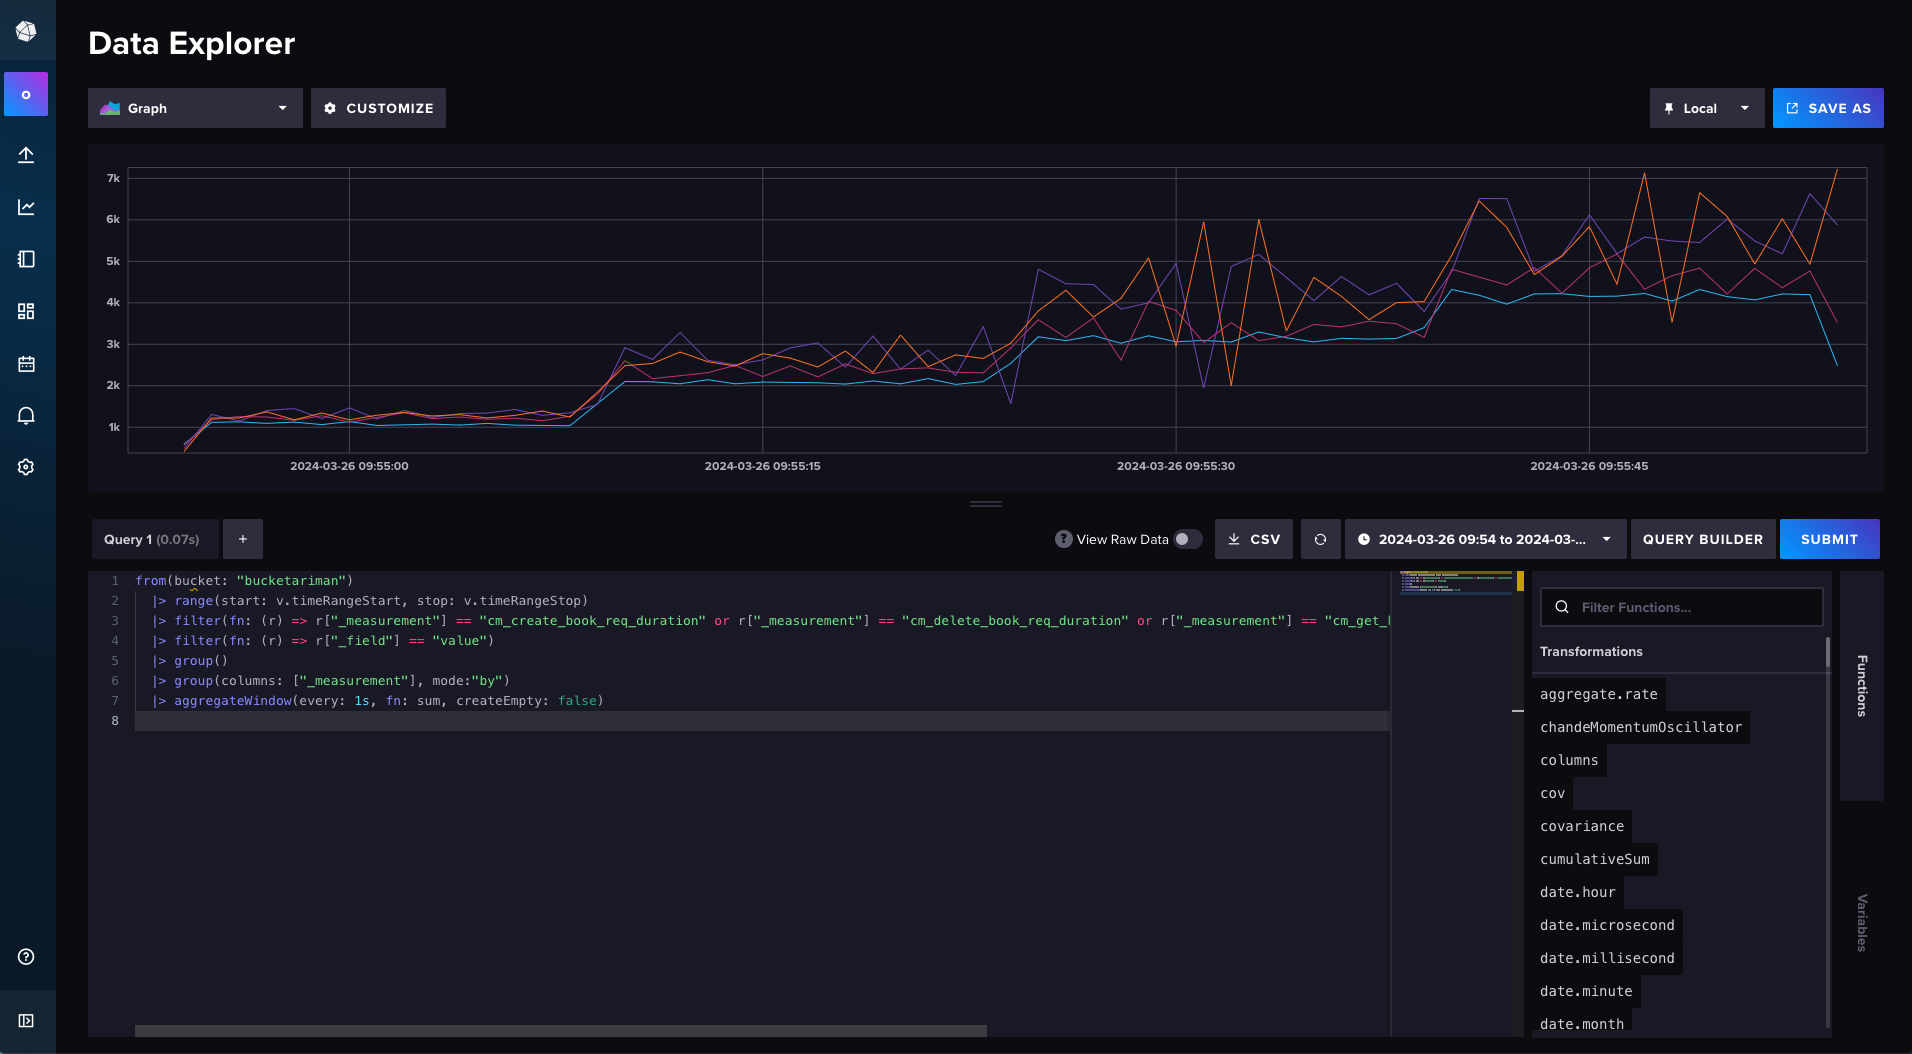 Data Explorer
Graph
CUSTOMIZE
Local
SAVE AS
7k
6k
5k
4k
3k
2k
1k
2024-03-26 09:55:00
2024-03-26 09:55:15
2024-03-26 09:55:30
2024-03-26 09:55:45
Query 1 (0.07s)
+
? View Raw Data
CSV
2024-03-26 09:54 to 2024-03-...
QUERY BUILDER
SUBMIT
1 from(bucket: "bucketariman")
2 |> range(start: v.timeRangeStart, stop: v.timeRangeStop)
3 |> filter(fn: (r) => r["_measurement"] == "cm_create_book_req_duration" or r["_measurement"] == "cm_delete_book_req_duration" or r["_measurement"] == "cm_get_
4 |> filter(fn: (r) => r["_field"] == "value")
5 |> group()
6 |> group(columns: ["_measurement"], mode:"by")
7 |> aggregateWindow(every: 1s, fn: sum, createEmpty: false)
8
Filter Functions...
Transformations
aggregate.rate
chandeMomentumOscillator
columns
cov
covariance
cumulativeSum
date.hour
date.microsecond
date.millisecond
date.minute
date.month
Functions
Variables